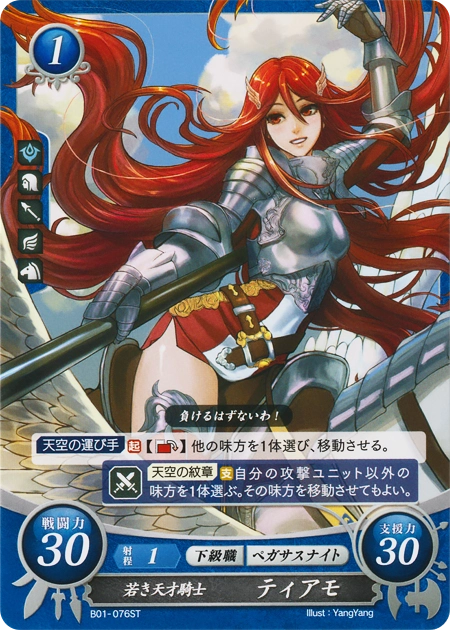 1
負けるはずないわ!
天空の運び手 起【】他の味方を1体選び、移動させる。
天空の紋章 支 自分の攻撃ユニット以外の
味方を1体選ぶ。その味方を移動させてもよい。
戦闘力
30
射程 1 下級職 ペガサスナイト
支援力
30
若き天才騎士 ティアモ
B01-076ST
Illust:YangYang